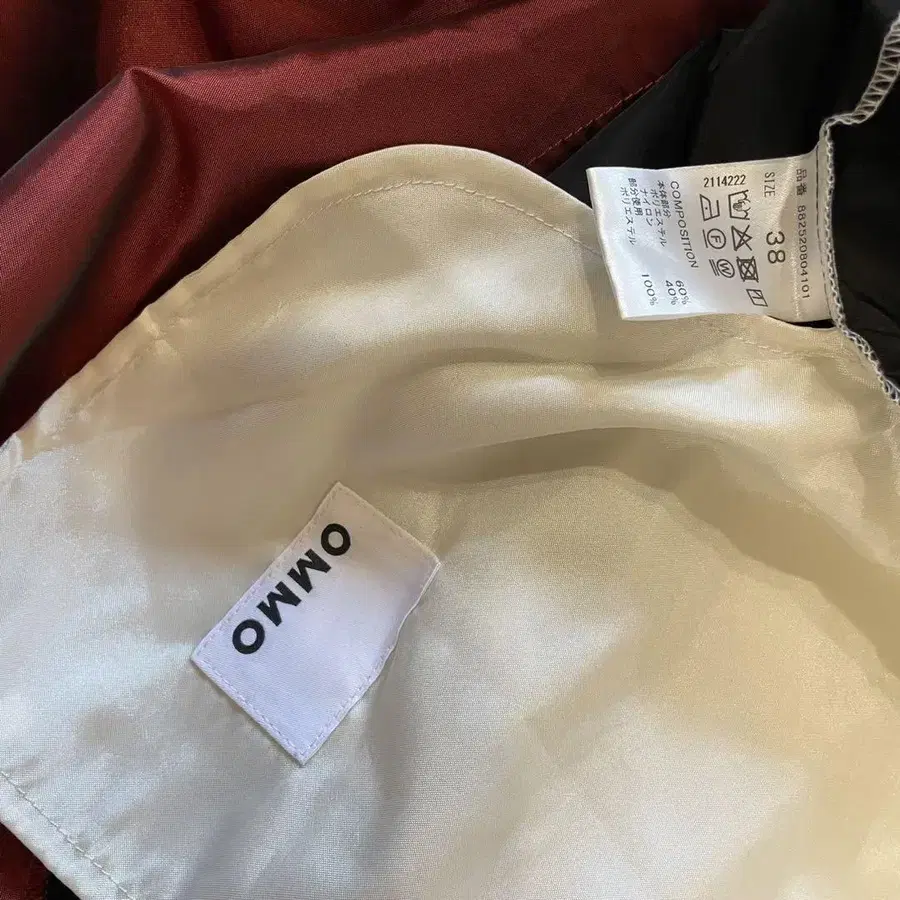 品番 882520804101
SIZE 38
2114222
F W
COMPOSITION
本体部分
ポリエステル 60%
ナイロン 40%
部分使用
ポリエステル 100%
OMMO